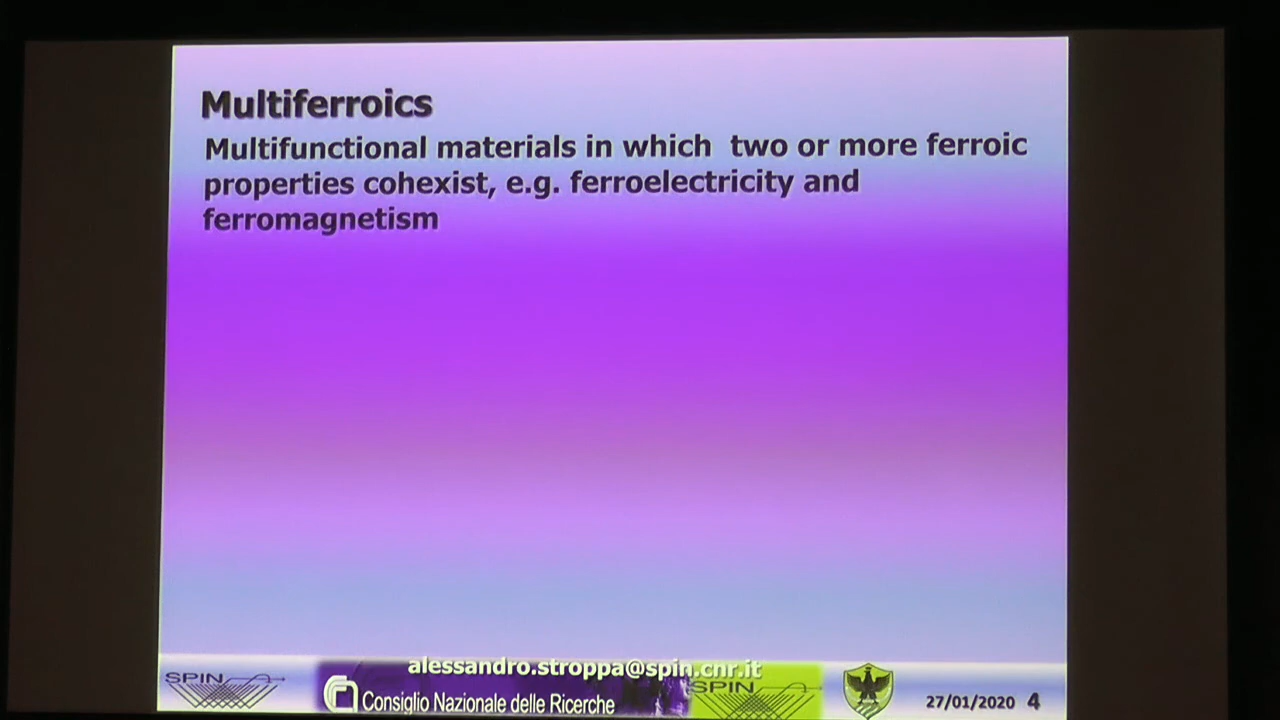 Multiferroics
Multifunctional materials in which two or more ferroic
properties cohexist, e.g. ferroelectricity and
ferromagnetism
alessandro.stroppa@spin.cnr.it
SPIN
Consiglio Nazionale delle Ricerche
SPIN
27/01/2020 4